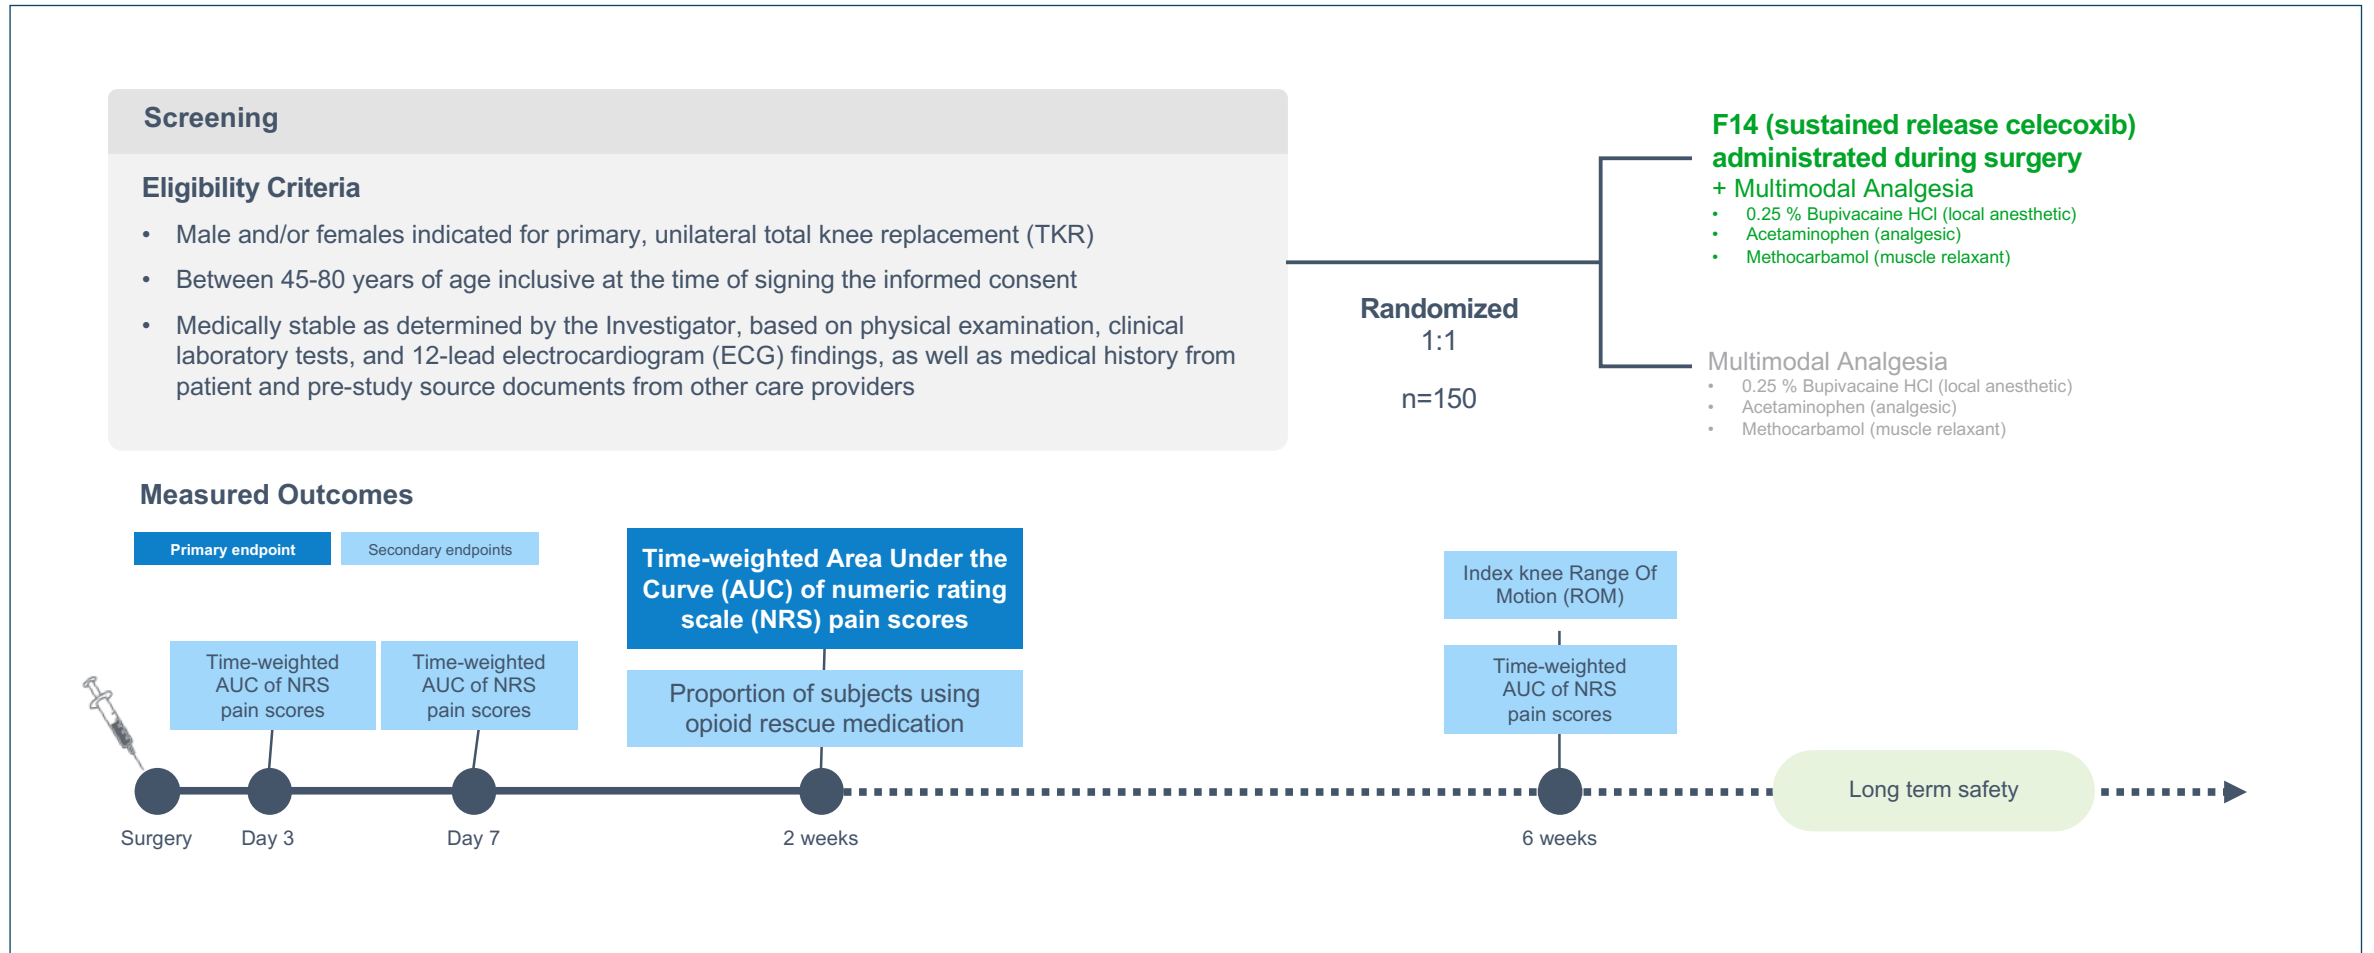 Screening
Eligibility Criteria
• Male and/or females indicated for primary, unilateral total knee replacement (TKR)
• Between 45-80 years of age inclusive at the time of signing the informed consent
• Medically stable as determined by the Investigator, based on physical examination, clinical
laboratory tests, and 12-lead electrocardiogram (ECG) findings, as well as medical history from
patient and pre-study source documents from other care providers
Randomized
1:1
n=150
F14 (sustained release celecoxib)
administrated during surgery
+ Multimodal Analgesia
• 0.25 % Bupivacaine HCl (local anesthetic)
• Acetaminophen (analgesic)
• Methocarbamol (muscle relaxant)
Multimodal Analgesia
• 0.25 % Bupivacaine HCl (local anesthetic)
• Acetaminophen (analgesic)
• Methocarbamol (muscle relaxant)
Measured Outcomes
Primary endpoint
Secondary endpoints
Time-weighted
AUC of NRS
pain scores
Time-weighted
AUC of NRS
pain scores
Time-weighted Area Under the
Curve (AUC) of numeric rating
scale (NRS) pain scores
Proportion of subjects using
opioid rescue medication
Index knee Range Of
Motion (ROM)
Time-weighted
AUC of NRS
pain scores
Long term safety
Surgery
Day 3
Day 7
2 weeks
6 weeks